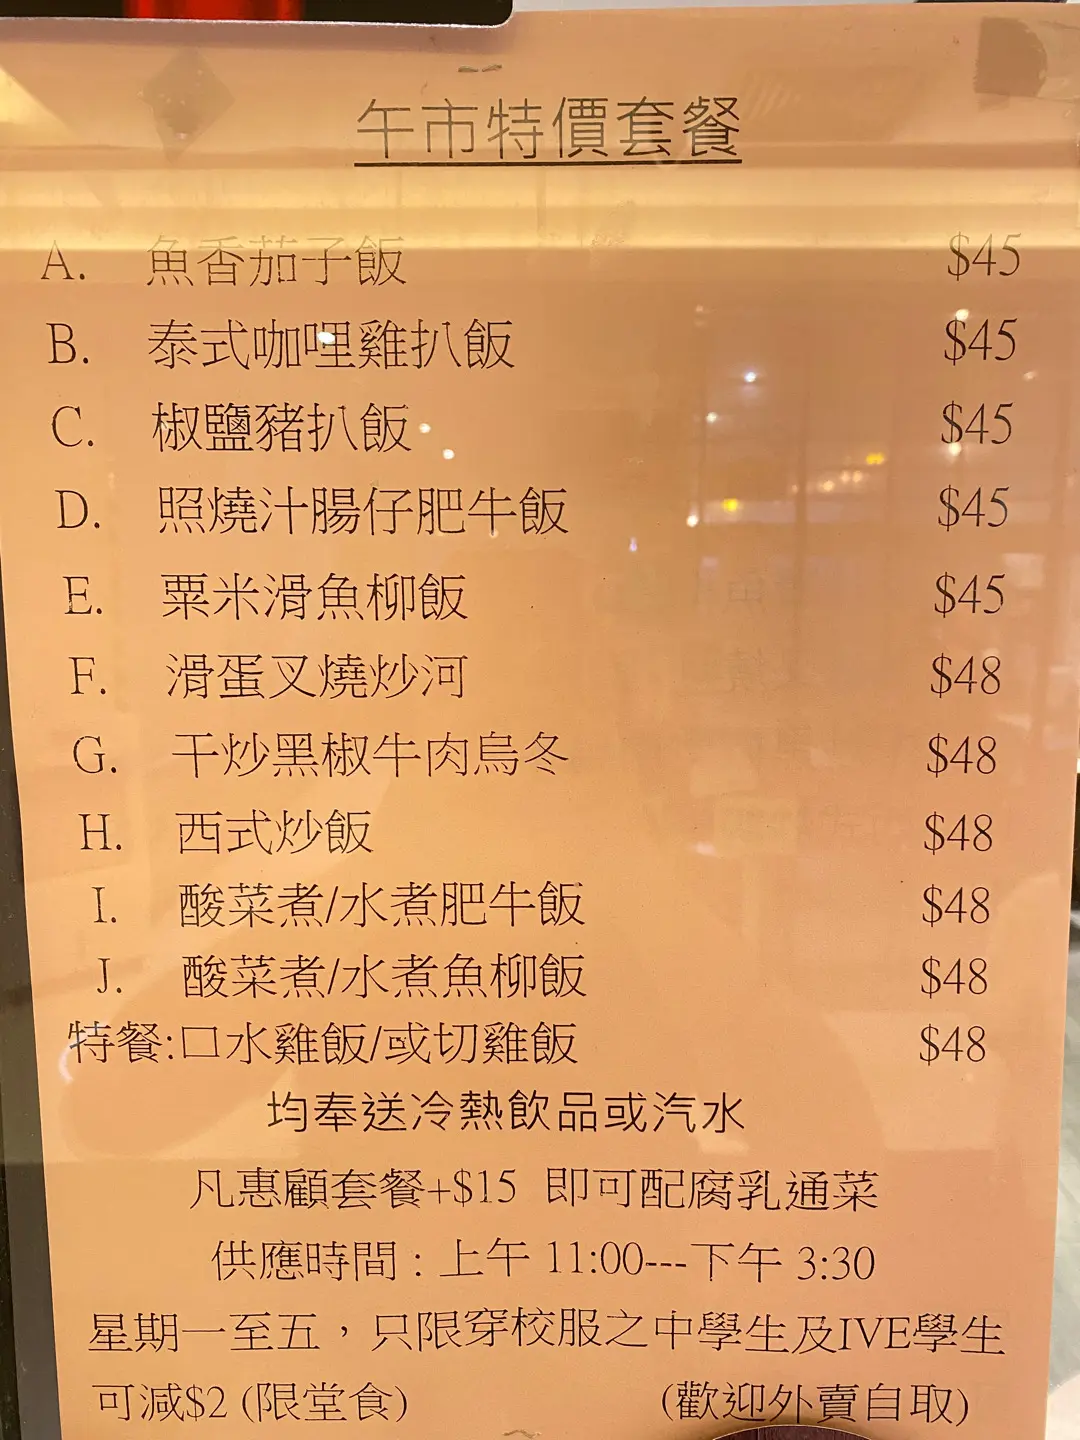 午市特價套餐
A. 魚香茄子飯 $45
B. 泰式咖哩雞扒飯 $45
C. 椒鹽豬扒飯 $45
D. 照燒汁腸仔肥牛飯 $45
E. 粟米滑魚柳飯 $45
F. 滑蛋叉燒炒河 $48
G. 干炒黑椒牛肉烏冬 $48
H. 西式炒飯 $48
I. 酸菜煮/水煮肥牛飯 $48
J. 酸菜煮/水煮魚柳飯 $48
特餐:口水雞飯/或切雞飯 $48
均奉送冷熱飲品或汽水
凡惠顧套餐+$15 即可配腐乳通菜
供應時間：上午 11:00---下午 3:30
星期一至五，只限穿校服之中學生及IVE學生
可減$2 (限堂食) (歡迎外賣自取)